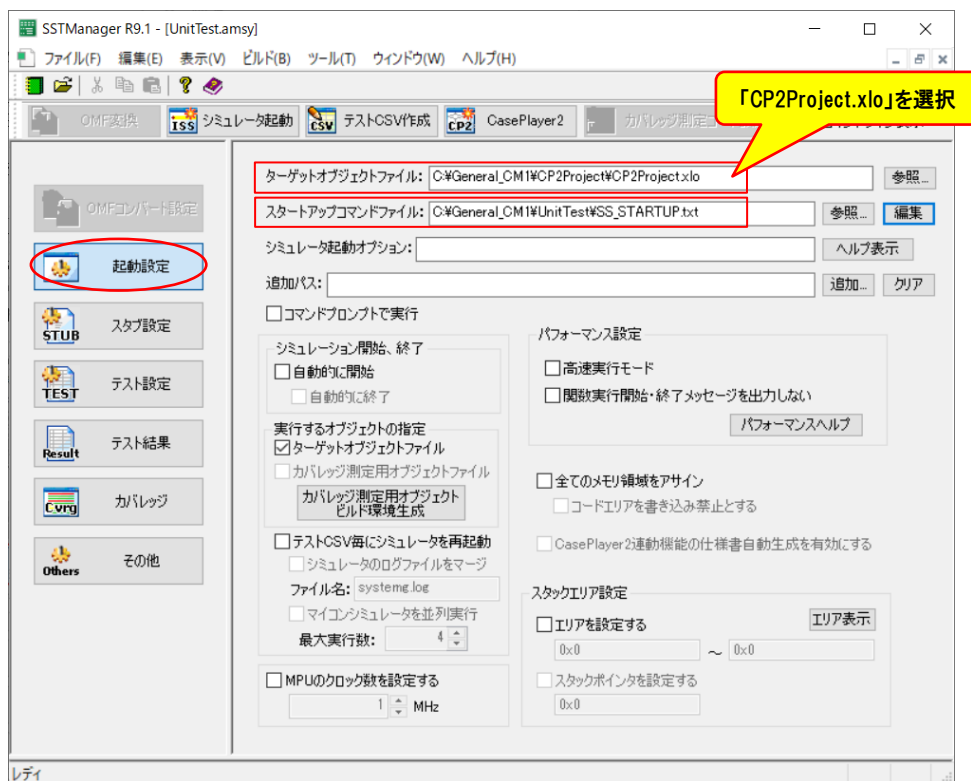 SSTManager R9.1 - [UnitTest.amsy]
ファイル(F) 編集(E) 表示(V) ビルド(B) ツール(T) ウィンドウ(W) ヘルプ(H)
「CP2Project.xlo」を選択
OMF変換 ISS シミュレータ起動 CSV テストCSV作成 CP2 CasePlayer2 カバレッジ測定
ターゲットオブジェクトファイル: C:¥General_CM1¥CP2Project¥CP2Project.xlo 参照...
OMFコンバート設定
スタートアップコマンドファイル: C:¥General_CM1¥UnitTest¥SS_STARTUP.txt 参照... 編集
シミュレータ起動オプション: ヘルプ表示
起動設定
追加パス: 追加... クリア
コマンドプロンプトで実行
STUB スタブ設定
シミュレーション開始、終了
自動的に開始
自動的に終了
パフォーマンス設定
高速実行モード
関数実行開始・終了メッセージを出力しない
パフォーマンスヘルプ
TEST テスト設定
実行するオブジェクトの指定
ターゲットオブジェクトファイル
カバレッジ測定用オブジェクトファイル
カバレッジ測定用オブジェクト
ビルド環境生成
Result テスト結果
全てのメモリ領域をアサイン
コードエリアを書き込み禁止とする
CasePlayer2連動機能の仕様書自動生成を有効にする
Cvrg カバレッジ
テストCSV毎にシミュレータを再起動
シミュレータのログファイルをマージ
ファイル名: systemg.log
マイコンシミュレータを並列実行
最大実行数: 4
Others その他
スタックエリア設定
エリアを設定する エリア表示
0x0 ～ 0x0
スタックポインタを設定する
0x0
MPUのクロック数を設定する
1 MHz
レディ